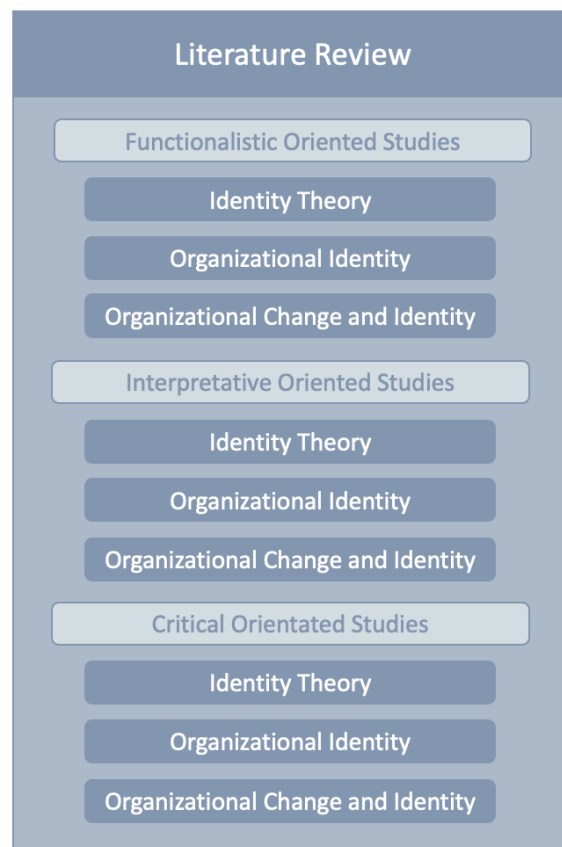 Literature Review
Functionalistic Oriented Studies
Identity Theory
Organizational Identity
Organizational Change and Identity
Interpretative Oriented Studies
Identity Theory
Organizational Identity
Organizational Change and Identity
Critical Orientated Studies
Identity Theory
Organizational Identity
Organizational Change and Identity